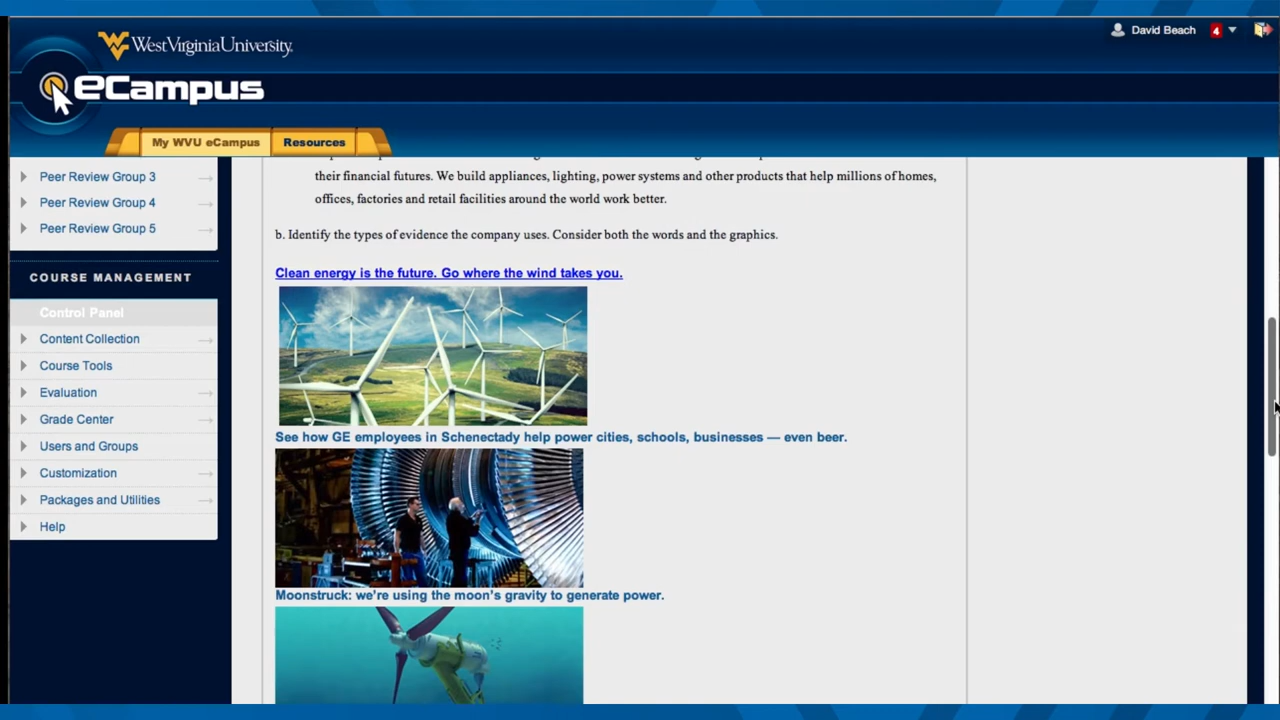 West Virginia University.
David Beach 4
eCampus
My WVU eCampus Resources
Peer Review Group 3
Peer Review Group 4
Peer Review Group 5
COURSE MANAGEMENT
Control Panel
Content Collection
Course Tools
Evaluation
Grade Center
Users and Groups
Customization
Packages and Utilities
Help
their financial futures. We build appliances, lighting, power systems and other products that help millions of homes,
offices, factories and retail facilities around the world work better.
b. Identify the types of evidence the company uses. Consider both the words and the graphics.
Clean energy is the future. Go where the wind takes you.
See how GE employees in Schenectady help power cities, schools, businesses — even beer.
Moonstruck: we're using the moon's gravity to generate power.